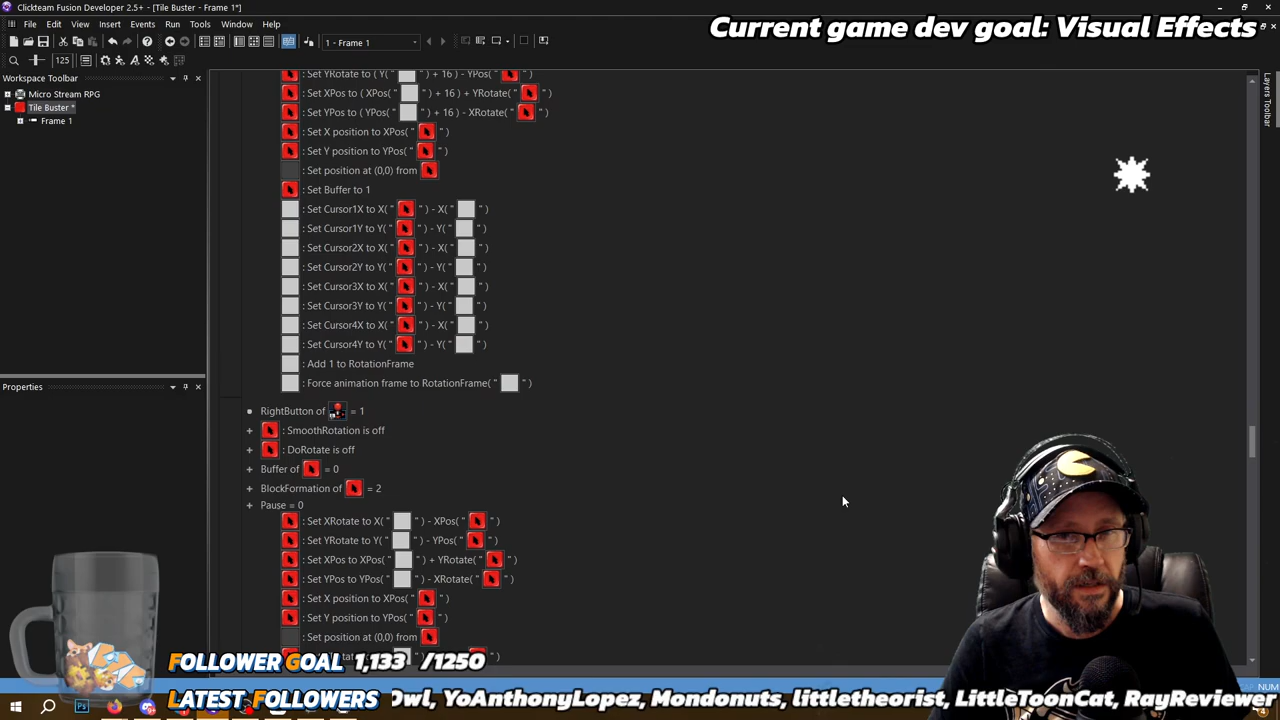 Clickteam Fusion Developer 2.5+ - [Tile Buster - Frame 1*]
Current game dev goal: Visual Effects
File Edit View Insert Events Run Frames Tools Window Help
1 - Frame 1
123
Workspace Toolbar
Micro Stream RPG
Tile Buster *
Frame 1
Properties
Layers Toolbar
: Set YRotate to ( Y( " " ) + 16 ) - YPos( " " )
: Set XPos to ( XPos( " " ) + 16 ) + YRotate( " " )
: Set YPos to ( YPos( " " ) + 16 ) - XRotate( " " )
: Set X position to XPos( " " )
: Set Y position to YPos( " " )
: Set position at (0,0) from
: Set Buffer to 1
: Set Cursor1X to X( " " ) - X( " " )
: Set Cursor1Y to Y( " " ) - Y( " " )
: Set Cursor2X to X( " " ) - X( " " )
: Set Cursor2Y to Y( " " ) - Y( " " )
: Set Cursor3X to X( " " ) - X( " " )
: Set Cursor3Y to Y( " " ) - Y( " " )
: Set Cursor4X to X( " " ) - X( " " )
: Set Cursor4Y to Y( " " ) - Y( " " )
: Add 1 to RotationFrame
: Force animation frame to RotationFrame( " " )
RightButton of = 1
+ : SmoothRotation is off
+ : DoRotate is off
+ Buffer of = 0
+ BlockFormation of = 2
+ Pause = 0
: Set XRotate to X( " " ) - XPos( " " )
: Set YRotate to Y( " " ) - YPos( " " )
: Set XPos to XPos( " " ) + YRotate( " " )
: Set YPos to YPos( " " ) - XRotate( " " )
: Set X position to XPos( " " )
: Set Y position to YPos( " " )
: Set position at (0,0) from
Follower Goal 1,133 /1250
NUM
Latest Followers Owl, YoAnthonyLopez, Mondonuts, littlethecrist, LittleToonCat, RayReviewer